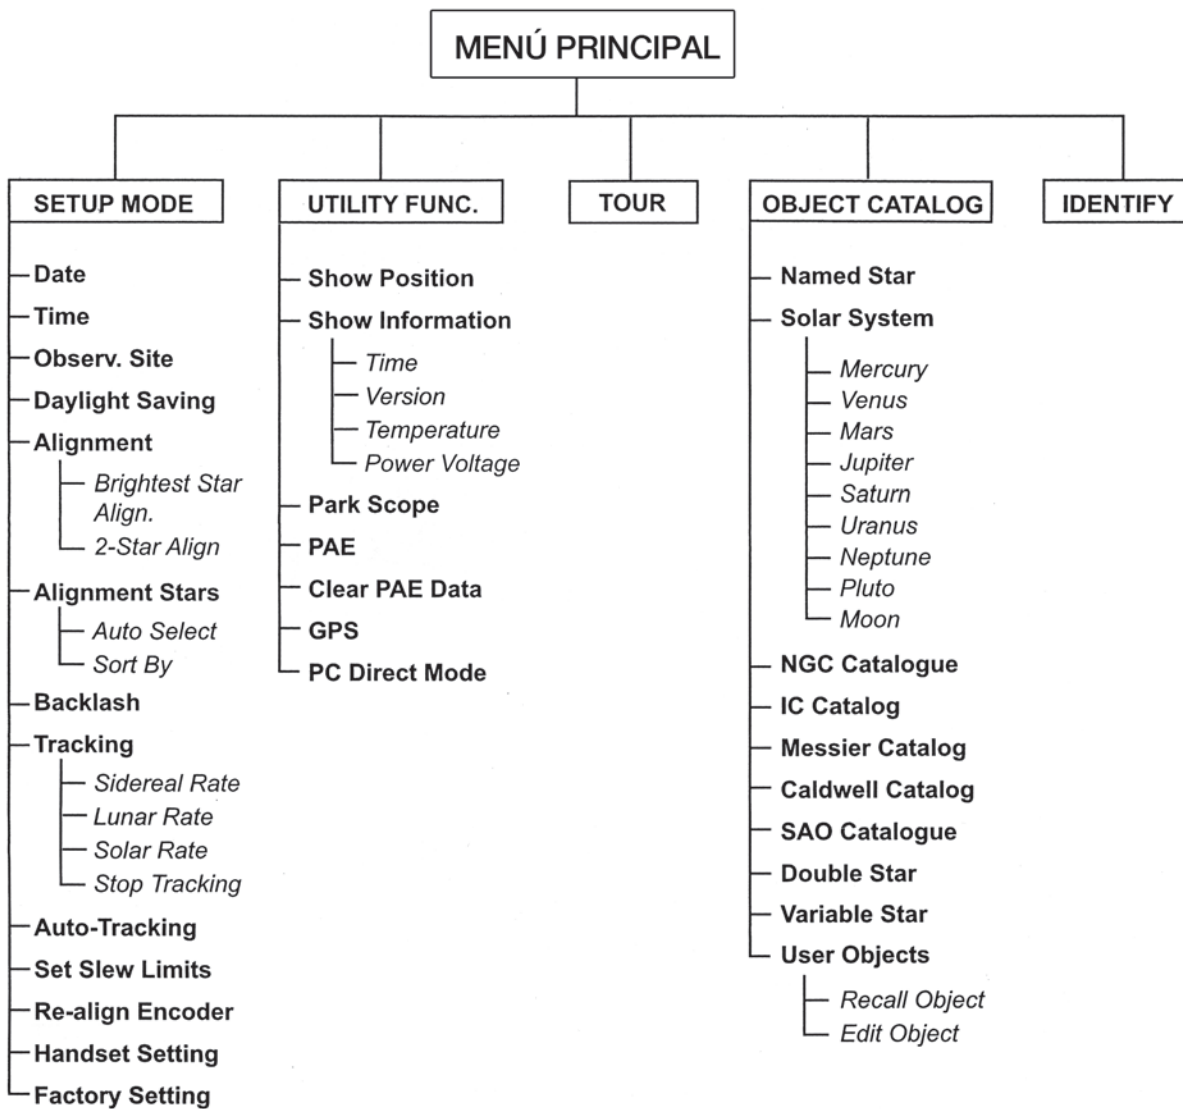 MENÚ PRINCIPAL
SETUP MODE
Date
Time
Observ. Site
Daylight Saving
Alignment
Brightest Star
Align.
2-Star Align
Alignment Stars
Auto Select
Sort By
Backlash
Tracking
Sidereal Rate
Lunar Rate
Solar Rate
Stop Tracking
Auto-Tracking
Set Slew Limits
Re-align Encoder
Handset Setting
Factory Setting
UTILITY FUNC.
Show Position
Show Information
Time
Version
Temperature
Power Voltage
Park Scope
PAE
Clear PAE Data
GPS
PC Direct Mode
TOUR
OBJECT CATALOG
Named Star
Solar System
Mercury
Venus
Mars
Jupiter
Saturn
Uranus
Neptune
Pluto
Moon
NGC Catalogue
IC Catalog
Messier Catalog
Caldwell Catalog
SAO Catalogue
Double Star
Variable Star
User Objects
Recall Object
Edit Object
IDENTIFY